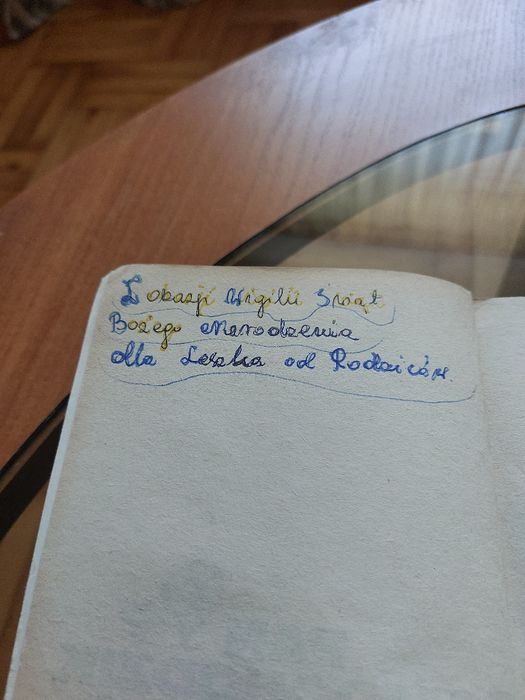 Z okazji Wigilii Świąt
Bożego Narodzenia
dla Leszka od Rodziców.